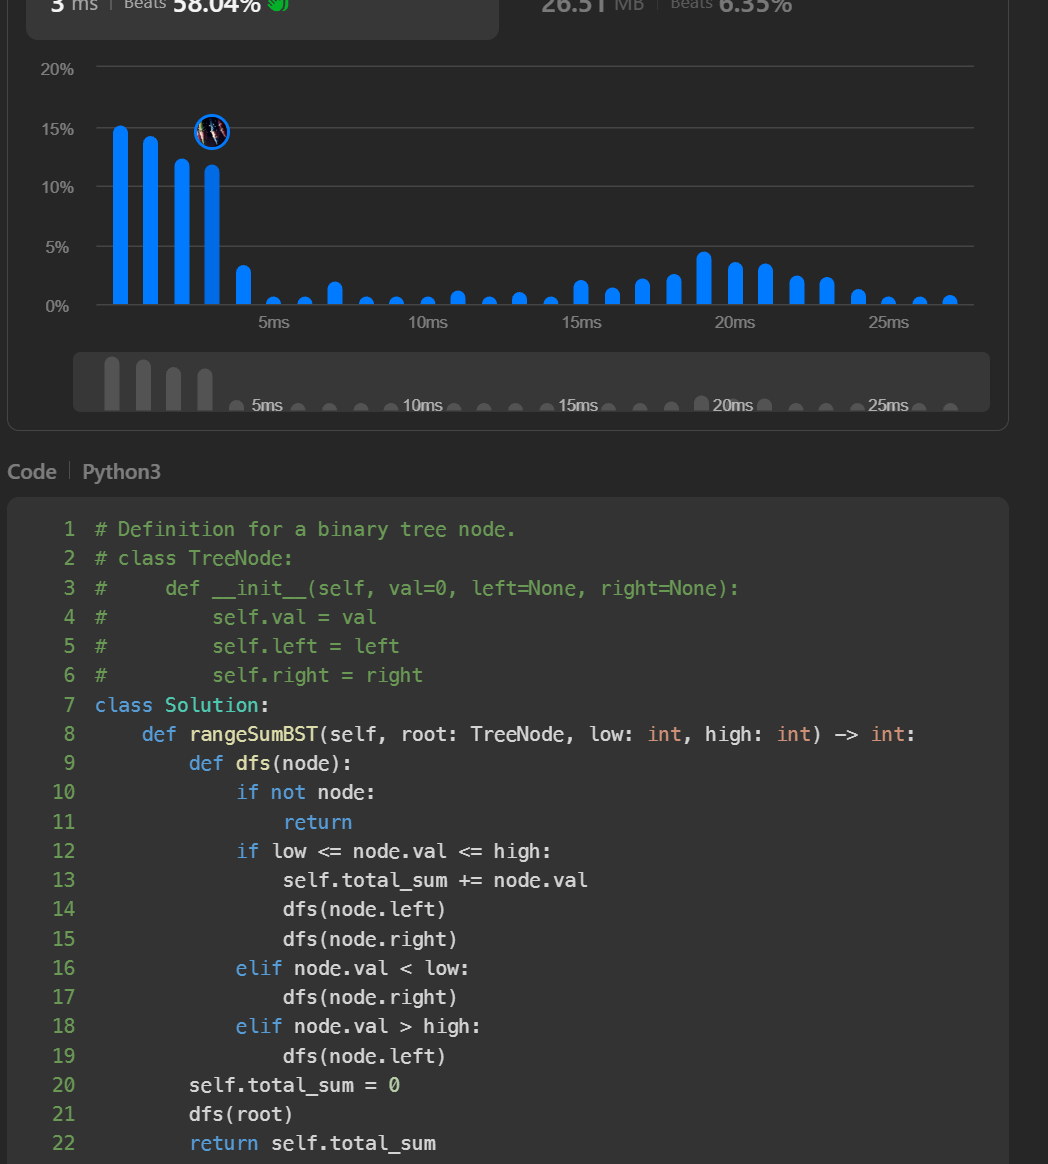 3 ms | Beats 58.04%
26.51 MB | Beats 6.35%
20%
15%
10%
5%
0%
5ms 10ms 15ms 20ms 25ms
5ms 10ms 15ms 20ms 25ms
Code | Python3
1 # Definition for a binary tree node.
2 # class TreeNode:
3 #     def __init__(self, val=0, left=None, right=None):
4 #         self.val = val
5 #         self.left = left
6 #         self.right = right
7 class Solution:
8     def rangeSumBST(self, root: TreeNode, low: int, high: int) -> int:
9         def dfs(node):
10             if not node:
11                 return
12             if low <= node.val <= high:
13                 self.total_sum += node.val
14                 dfs(node.left)
15                 dfs(node.right)
16             elif node.val < low:
17                 dfs(node.right)
18             elif node.val > high:
19                 dfs(node.left)
20         self.total_sum = 0
21         dfs(root)
22         return self.total_sum